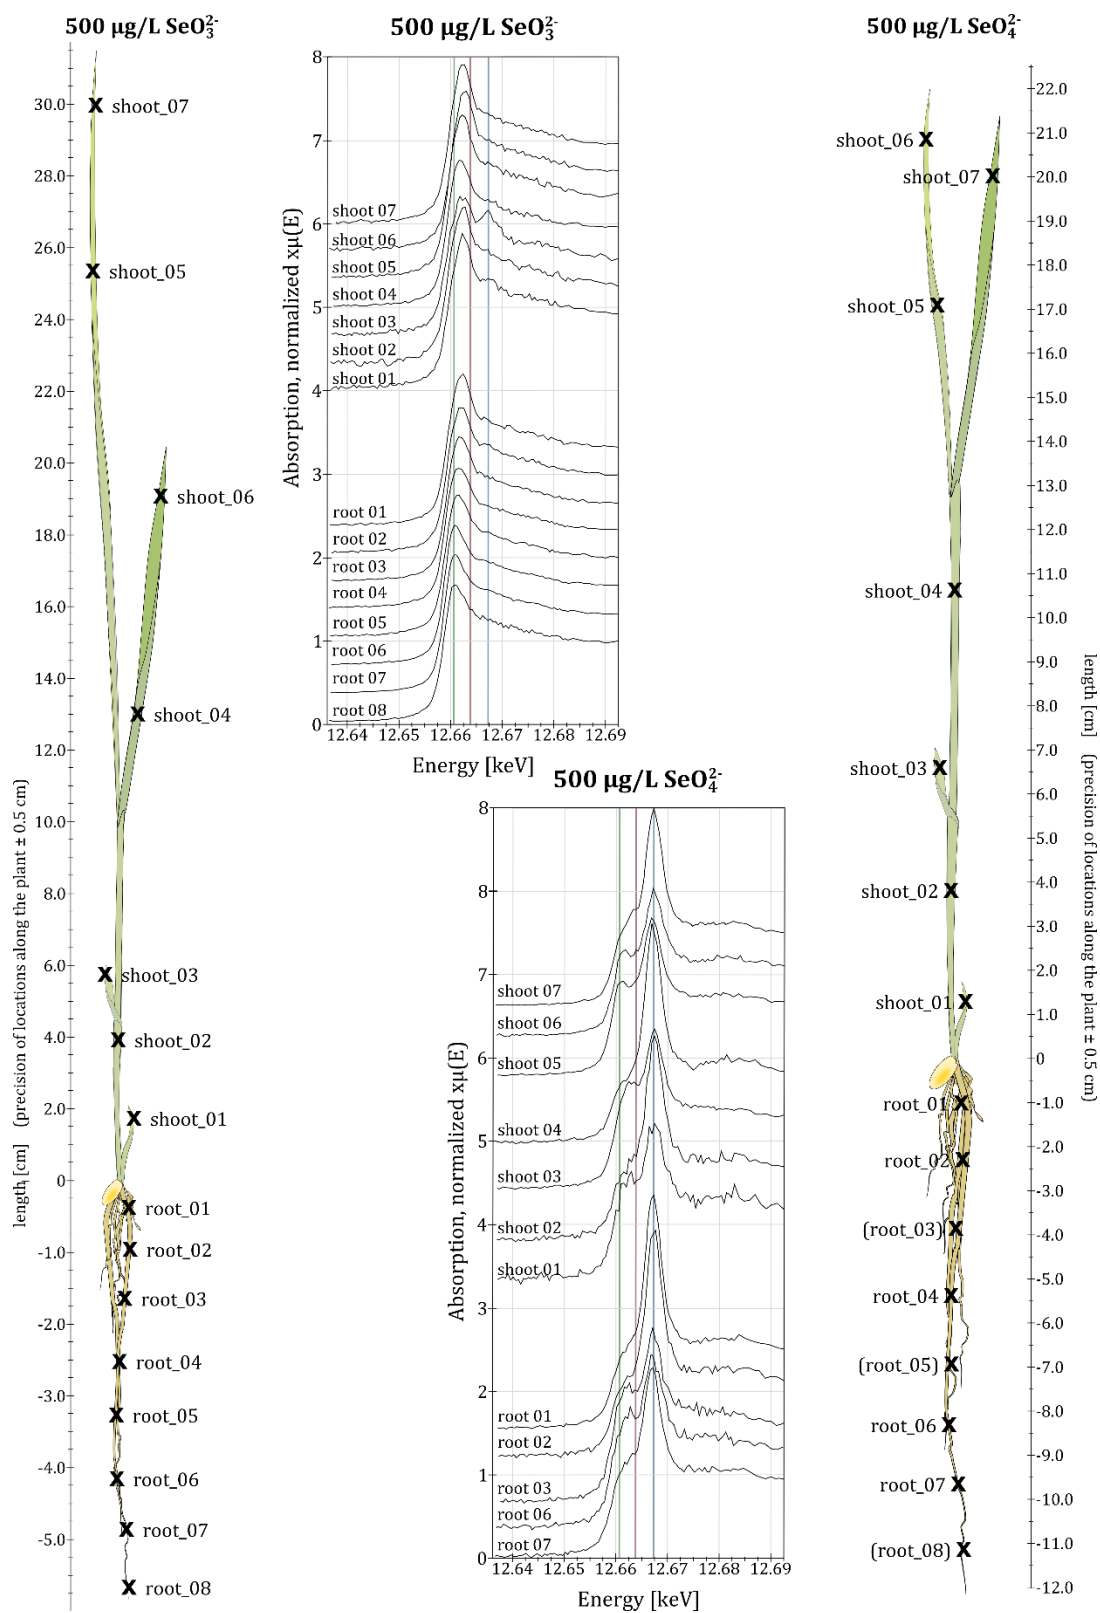 500 µg/L SeO₃²⁻
30.0
28.0
26.0
24.0
22.0
20.0
18.0
16.0
14.0
12.0
10.0
8.0
6.0
4.0
2.0
0
-1.0
-2.0
-3.0
-4.0
-5.0
length [cm] (precision of locations along the plant ± 0.5 cm)
shoot_07
shoot_05
shoot_06
shoot_04
shoot_03
shoot_02
shoot_01
root_01
root_02
root_03
root_04
root_05
root_06
root_07
root_08
500 µg/L SeO₃²⁻
Absorption, normalized xµ(E)
8
7
6
5
4
3
2
1
0
shoot 07
shoot 06
shoot 05
shoot 04
shoot 03
shoot 02
shoot 01
root 01
root 02
root 03
root 04
root 05
root 06
root 07
root 08
12.64 12.65 12.66 12.67 12.68 12.69
Energy [keV]
500 µg/L SeO₄²⁻
Absorption, normalized xµ(E)
8
8
7
6
5
4
3
2
1
0
shoot 07
shoot 06
shoot 05
shoot 04
shoot 03
shoot 02
shoot 01
root 01
root 02
root 03
root 06
root 07
12.64 12.65 12.66 12.67 12.68 12.69
Energy [keV]
500 µg/L SeO₄²⁻
shoot_06
shoot_07
shoot_05
shoot_04
shoot_03
shoot_02
shoot_01
root_01
root_02
(root_03)
root_04
(root_05)
root_06
root_07
(root_08)
22.0
21.0
20.0
19.0
18.0
17.0
16.0
15.0
14.0
13.0
12.0
11.0
10.0
9.0
8.0
7.0
6.0
5.0
4.0
3.0
2.0
1.0
0
-1.0
-2.0
-3.0
-4.0
-5.0
-6.0
-7.0
-8.0
-9.0
-10.0
-11.0
-12.0
length [cm] (precision of locations along the plant ± 0.5 cm)